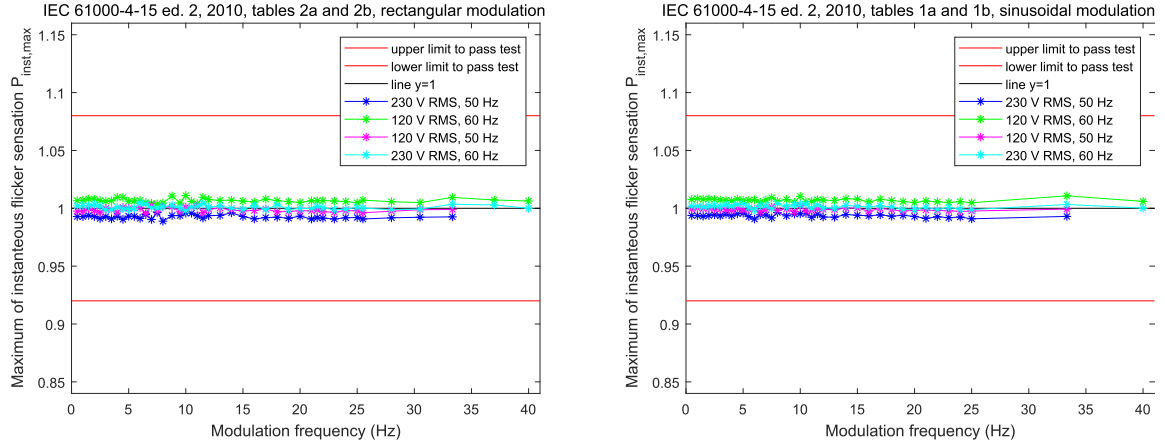 IEC 61000-4-15 ed. 2, 2010, tables 2a and 2b, rectangular modulation
Maximum of instanteous flicker sensation P_inst,max
1.15
1.1
1.05
1
0.95
0.9
0.85
upper limit to pass test
lower limit to pass test
line y=1
230 V RMS, 50 Hz
120 V RMS, 60 Hz
120 V RMS, 50 Hz
230 V RMS, 60 Hz
0 5 10 15 20 25 30 35 40
Modulation frequency (Hz)
IEC 61000-4-15 ed. 2, 2010, tables 1a and 1b, sinusoidal modulation
Maximum of instanteous flicker sensation P_inst,max
1.15
1.1
1.05
1
0.95
0.9
0.85
upper limit to pass test
lower limit to pass test
line y=1
230 V RMS, 50 Hz
120 V RMS, 60 Hz
120 V RMS, 50 Hz
230 V RMS, 60 Hz
0 5 10 15 20 25 30 35 40
Modulation frequency (Hz)